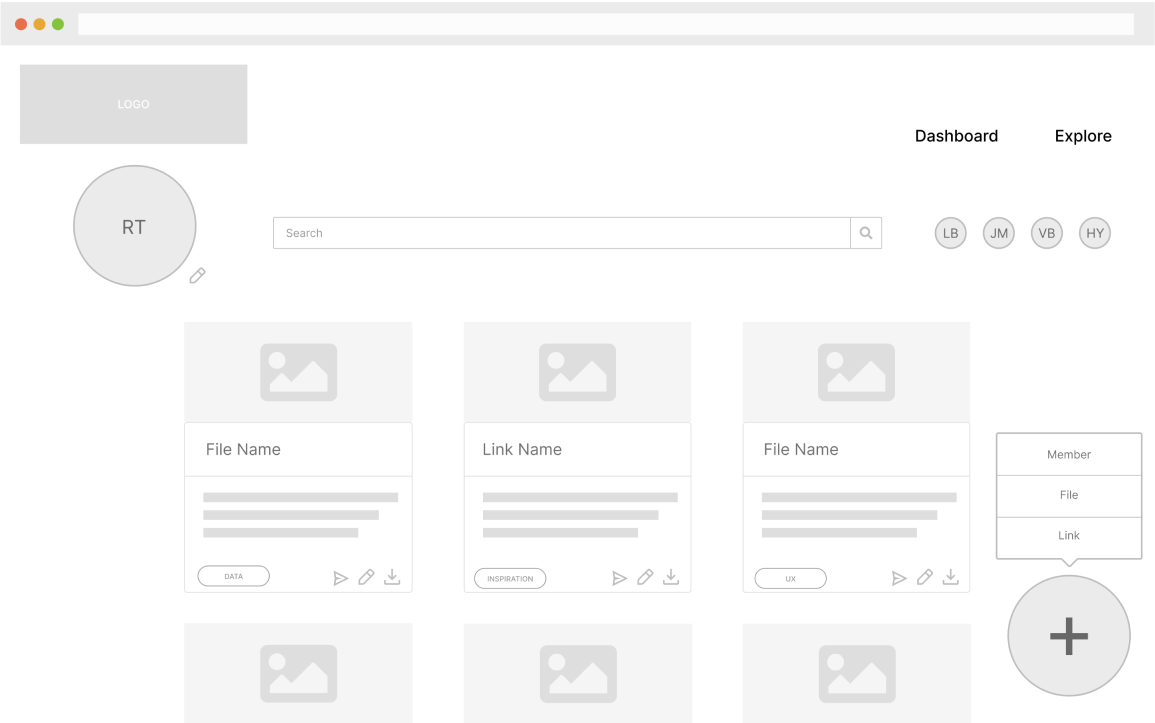 LOGO
Dashboard
Explore
RT
Search
LB
JM
VB
HY
File Name
Link Name
File Name
Member
File
Link
DATA
INSPIRATION
UX